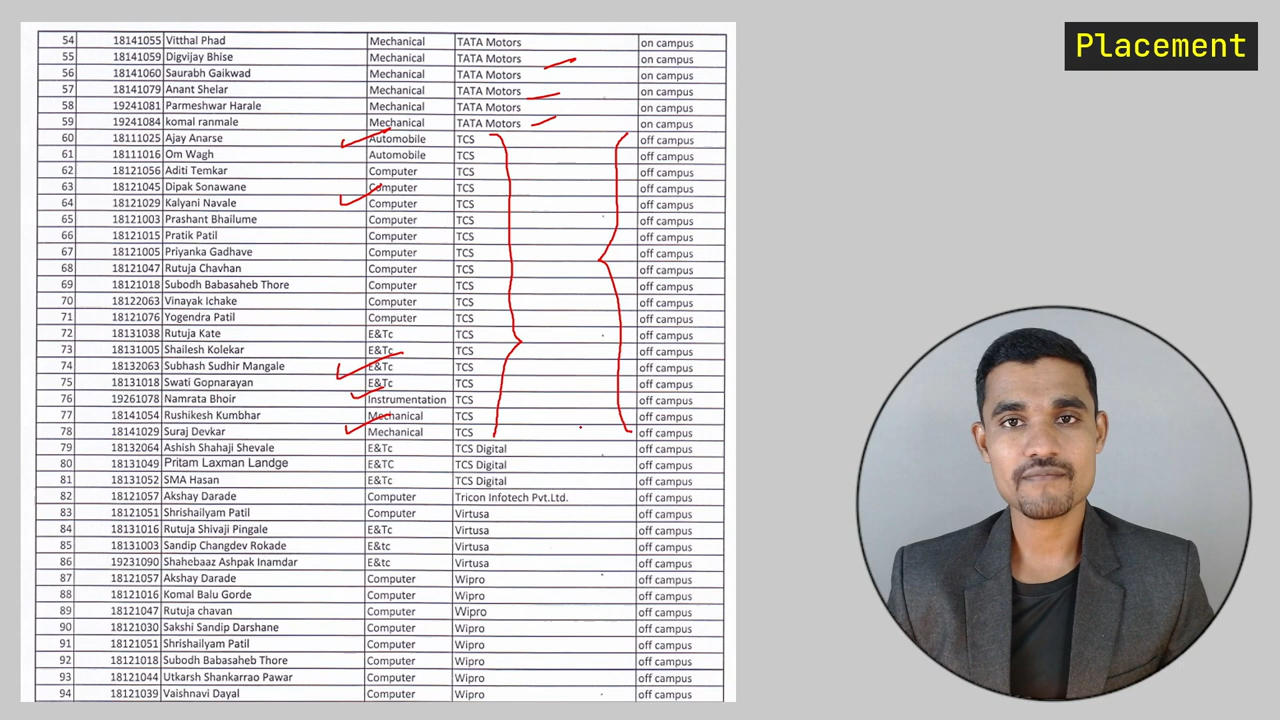 Placement
54 18141055 Vitthal Phad Mechanical TATA Motors on campus
55 18141059 Digvijay Bhise Mechanical TATA Motors on campus
56 18141060 Saurabh Gaikwad Mechanical TATA Motors on campus
57 18141079 Anant Shelar Mechanical TATA Motors on campus
58 19241081 Parmeshwar Harale Mechanical TATA Motors on campus
59 19241084 komal ranmale Mechanical TATA Motors on campus
60 18111025 Ajay Anarse Automobile TCS off campus
61 18111016 Om Wagh Automobile TCS off campus
62 18121056 Aditi Temkar Computer TCS off campus
63 18121045 Dipak Sonawane Computer TCS off campus
64 18121029 Kalyani Navale Computer TCS off campus
65 18121003 Prashant Bhailume Computer TCS off campus
66 18121015 Pratik Patil Computer TCS off campus
67 18121005 Priyanka Gadhave Computer TCS off campus
68 18121047 Rutuja Chavhan Computer TCS off campus
69 18121018 Subodh Babasaheb Thore Computer TCS off campus
70 18122063 Vinayak Ichake Computer TCS off campus
71 18121076 Yogendra Patil Computer TCS off campus
72 18131038 Rutuja Kate E&Tc TCS off campus
73 18131005 Shailesh Kolekar E&Tc TCS off campus
74 18132063 Subhash Sudhir Mangale E&Tc TCS off campus
75 18131018 Swati Gopnarayan E&Tc TCS off campus
76 19261078 Namrata Bhoir Instrumentation TCS off campus
77 18141054 Rushikesh Kumbhar Mechanical TCS off campus
78 18141029 Suraj Devkar Mechanical TCS off campus
79 18132064 Ashish Shahaji Shevale E&Tc TCS Digital off campus
80 18131049 Pritam Laxman Landge E&TC TCS Digital off campus
81 18131052 SMA Hasan E&Tc TCS Digital off campus
82 18121057 Akshay Darade Computer Tricon Infotech Pvt.Ltd. off campus
83 18121051 Shrishailyam Patil Computer Virtusa off campus
84 18131016 Rutuja Shivaji Pingale E&Tc Virtusa off campus
85 18131003 Sandip Changdev Rokade E&tc Virtusa off campus
86 19231090 Shahebaaz Ashpak Inamdar E&tc Virtusa off campus
87 18121057 Akshay Darade Computer Wipro off campus
88 18121016 Komal Balu Gorde Computer Wipro off campus
89 18121047 Rutuja chavan Computer Wipro off campus
90 18121030 Sakshi Sandip Darshane Computer Wipro off campus
91 18121051 Shrishailyam Patil Computer Wipro off campus
92 18121018 Subodh Babasaheb Thore Computer Wipro off campus
93 18121044 Utkarsh Shankarrao Pawar Computer Wipro off campus
94 18121039 Vaishnavi Dayal Computer Wipro off campus